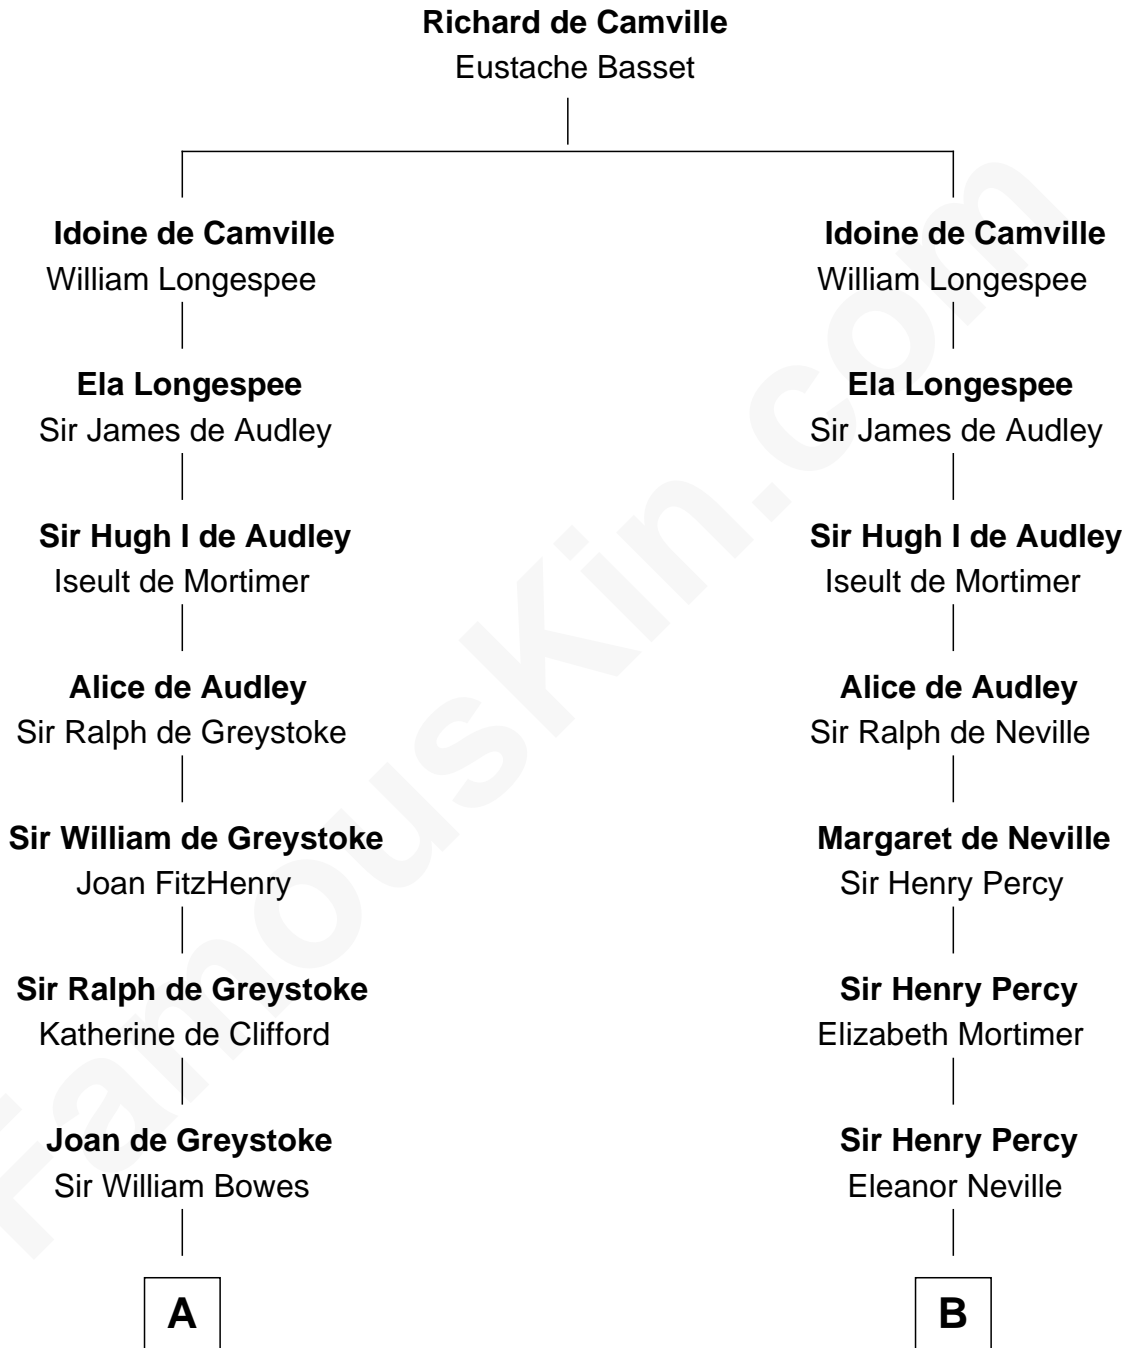 Richard de Camville
Eustache Basset
Idoine de Camville
William Longespee
Ela Longespee
Sir James de Audley
Sir Hugh I de Audley
Iseult de Mortimer
Alice de Audley
Sir Ralph de Greystoke
Sir William de Greystoke
Joan FitzHenry
Sir Ralph de Greystoke
Katherine de Clifford
Joan de Greystoke
Sir William Bowes
A
Idoine de Camville
William Longespee
Ela Longespee
Sir James de Audley
Sir Hugh I de Audley
Iseult de Mortimer
Alice de Audley
Sir Ralph de Neville
Margaret de Neville
Sir Henry Percy
Sir Henry Percy
Elizabeth Mortimer
Sir Henry Percy
Eleanor Neville
B
FamousKin.com